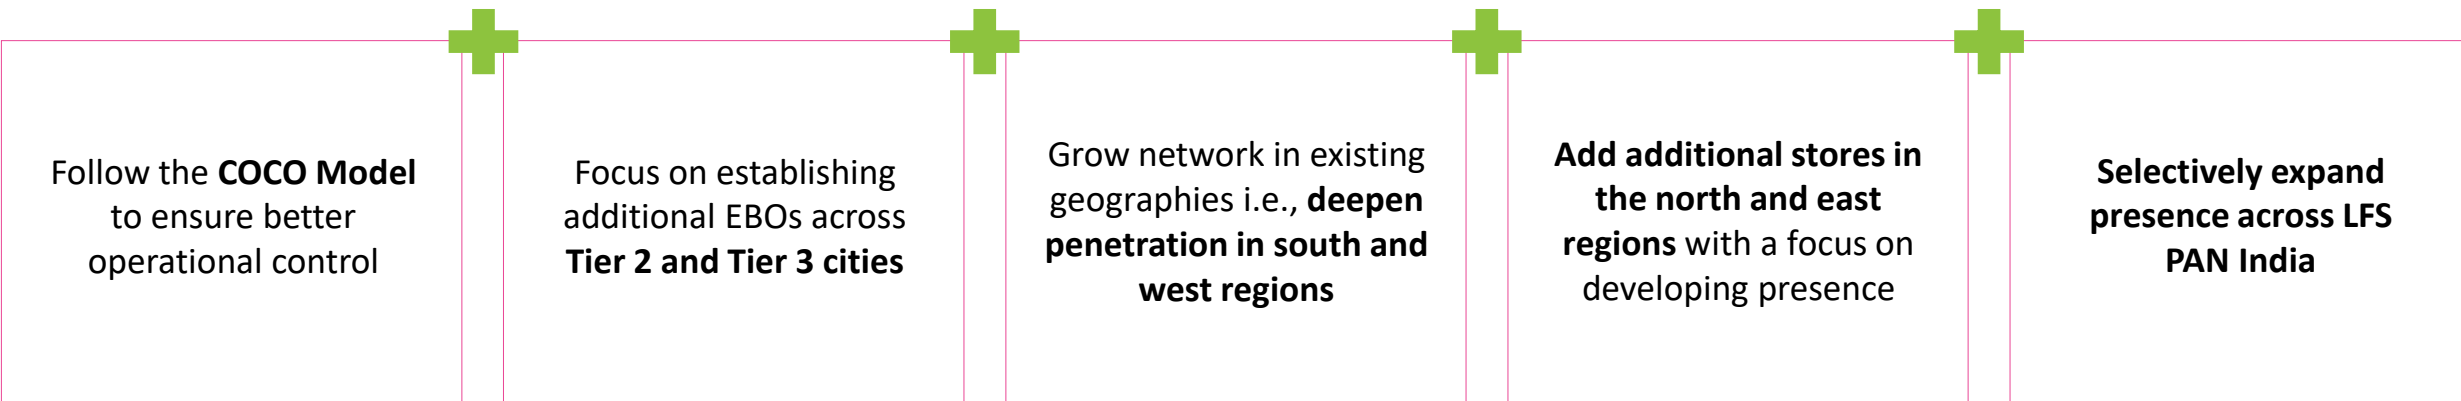 Follow the COCO Model
to ensure better
operational control
Focus on establishing
additional EBOs across
Tier 2 and Tier 3 cities
Grow network in existing
geographies i.e., deepen
penetration in south and
west regions
Add additional stores in
the north and east
regions with a focus on
developing presence
Selectively expand
presence across LFS
PAN India